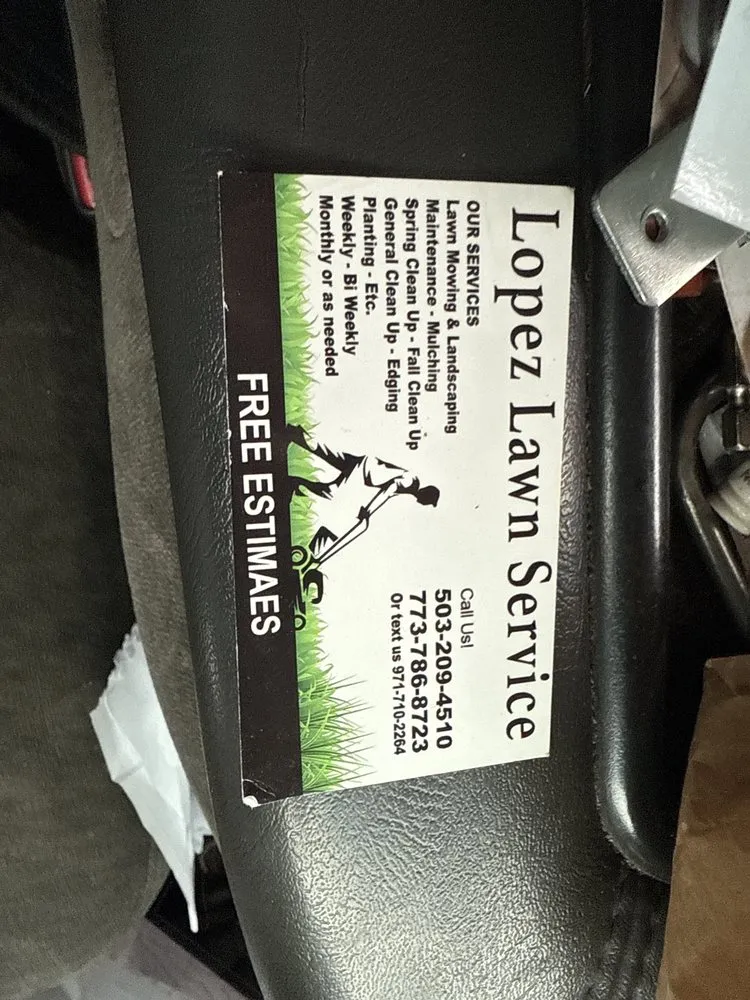 Lopez Lawn Service
OUR SERVICES
Lawn Mowing & Landscaping
Maintenance - Mulching
Spring Clean Up - Fall Clean Up
General Clean Up - Edging
Planting - Etc.
Weekly - Bi Weekly
Monthly or as needed
Call Us!
503-209-4510
773-786-8723
Or text us 971-710-2264
FREE ESTIMAES